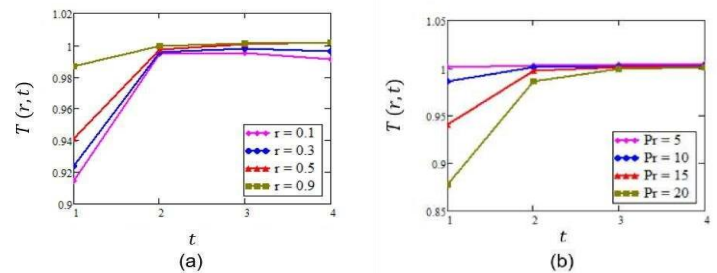 1.02
1
0.98
0.96
0.94
0.92
0.9
T (r, t)
1 2 3 4
t
r = 0.1
r = 0.3
r = 0.5
r = 0.9
(a)
1.05
1
0.95
0.9
0.85
T (r, t)
1 2 3 4
t
Pr = 5
Pr = 10
Pr = 15
Pr = 20
(b)